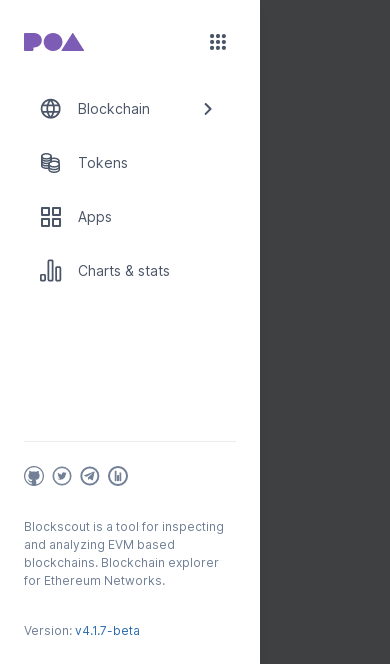 POA
Blockchain
Tokens
Apps
Charts & stats
Blockscout is a tool for inspecting
and analyzing EVM based
blockchains. Blockchain explorer
for Ethereum Networks.
Version: v4.1.7-beta